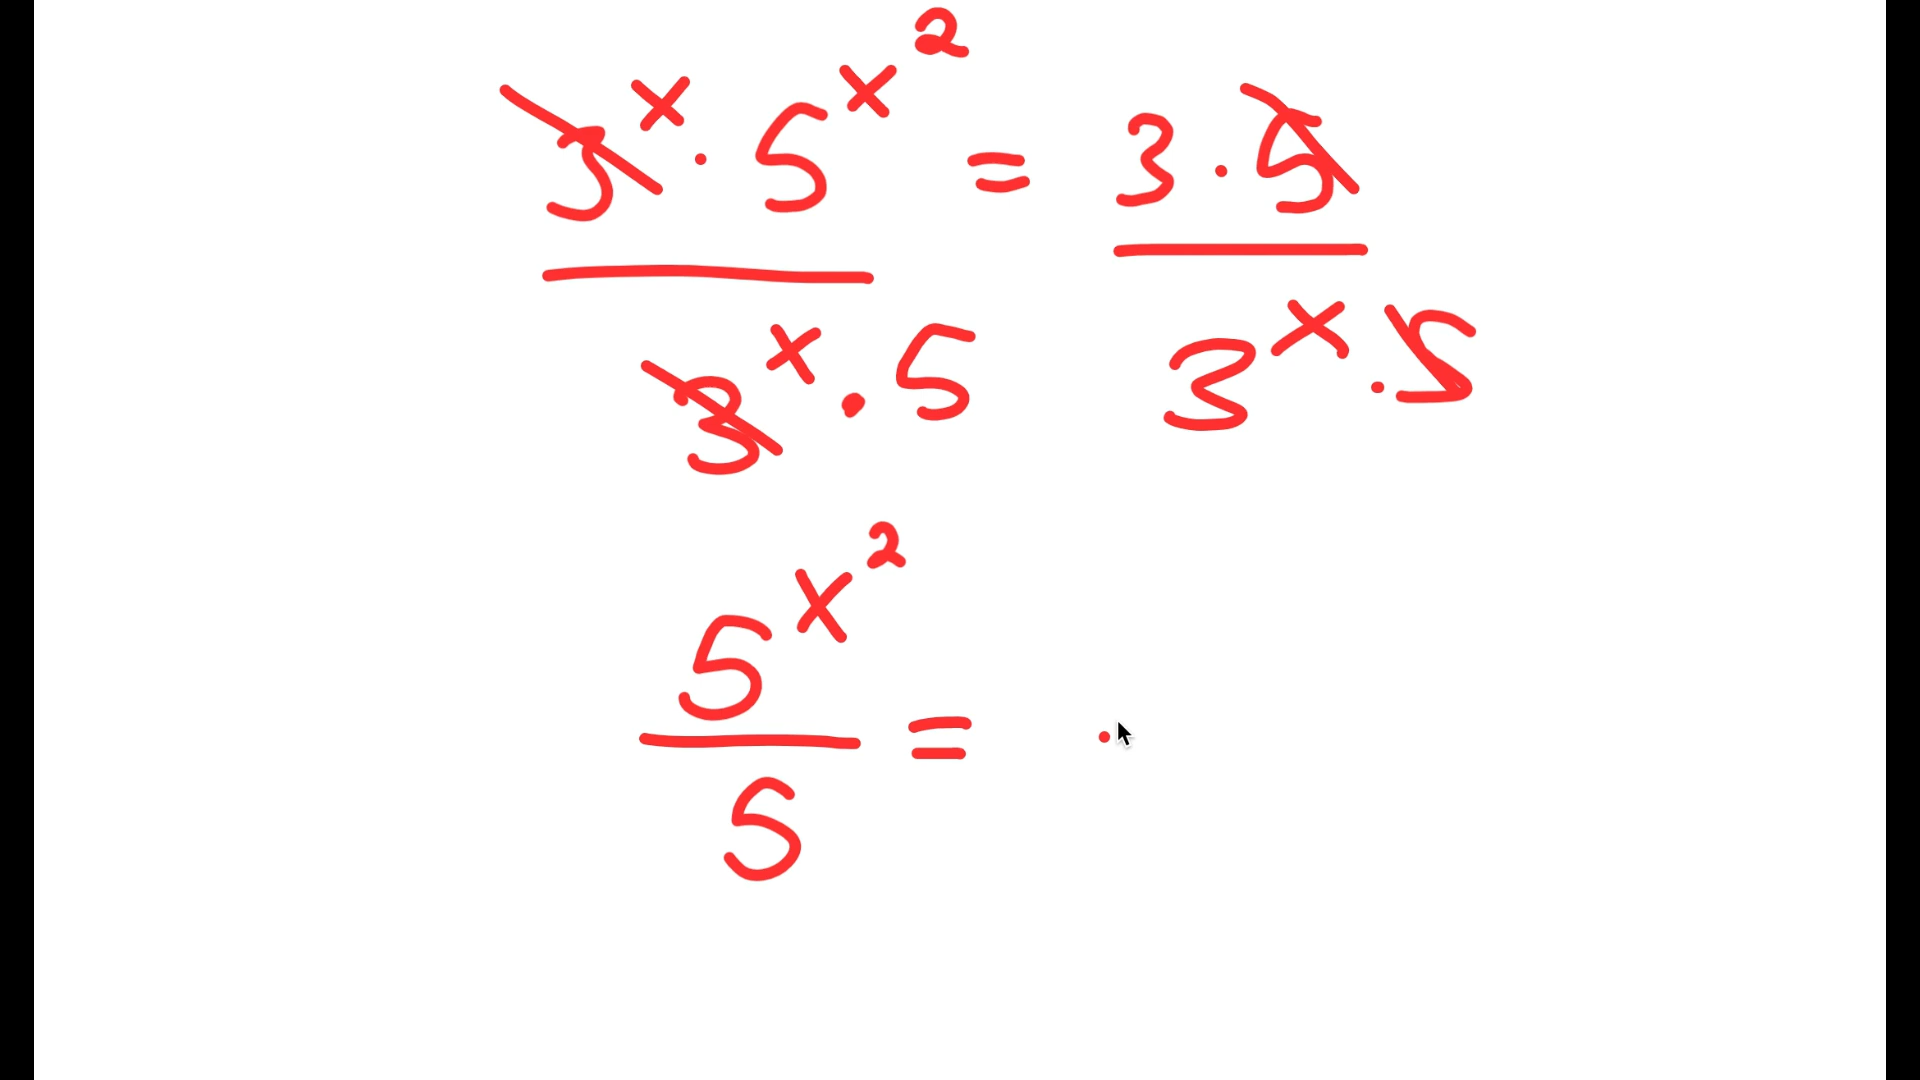 3^x · 5^x^2 = 3 · 5
3^x · 5 3^x · 5
5^x^2 =
5